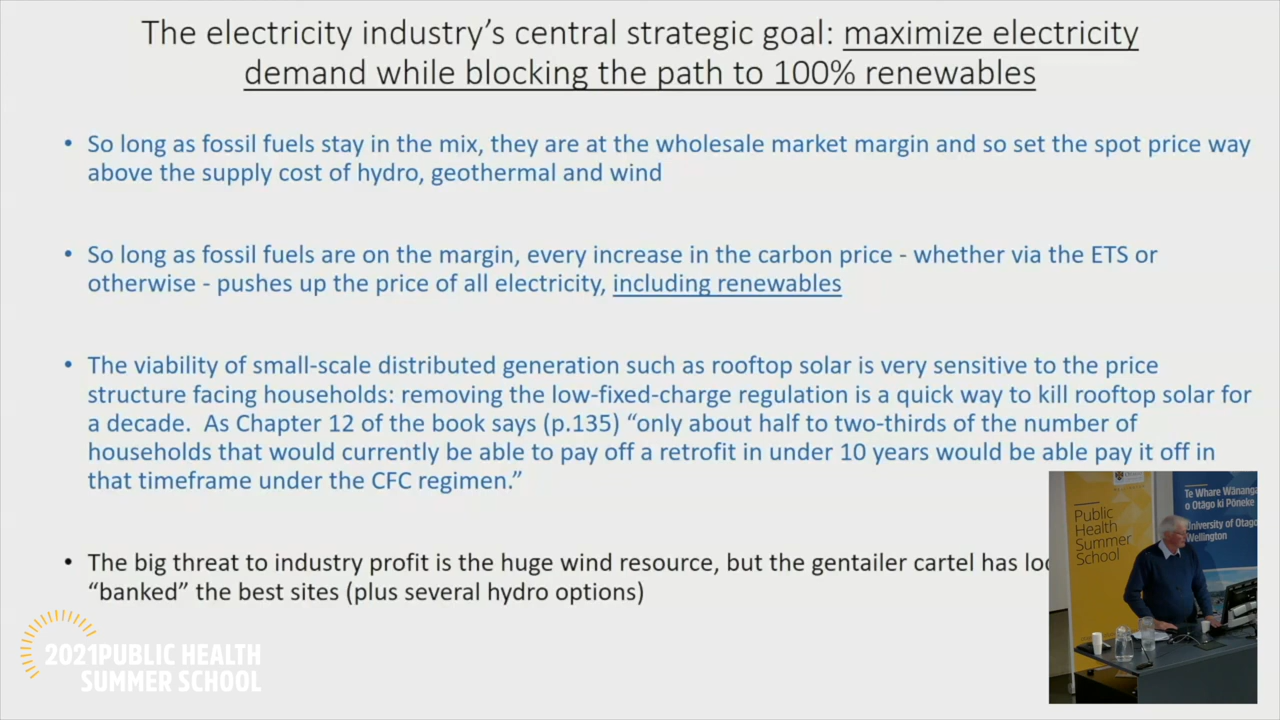 The electricity industry’s central strategic goal: maximize electricity
demand while blocking the path to 100% renewables
• So long as fossil fuels stay in the mix, they are at the wholesale market margin and so set the spot price way
above the supply cost of hydro, geothermal and wind
• So long as fossil fuels are on the margin, every increase in the carbon price - whether via the ETS or
otherwise - pushes up the price of all electricity, including renewables
• The viability of small-scale distributed generation such as rooftop solar is very sensitive to the price
structure facing households: removing the low-fixed-charge regulation is a quick way to kill rooftop solar for
a decade. As Chapter 12 of the book says (p.135) “only about half to two-thirds of the number of
households that would currently be able to pay off a retrofit in under 10 years would be able pay it off in
that timeframe under the CFC regimen.”
• The big threat to industry profit is the huge wind resource, but the gentailer cartel has
“banked” the best sites (plus several hydro options)
Public
Health
Summer
School
Te Whare Wānanga
o Otāgo ki Pōneke
University of Otago
Wellington
2021 PUBLIC HEALTH
SUMMER SCHOOL